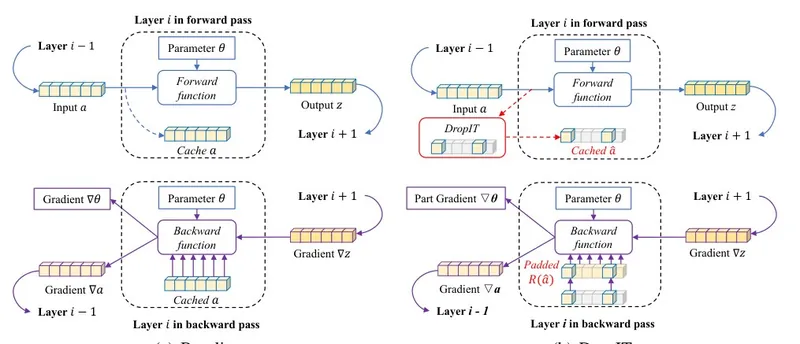 Layer i in forward pass
Layer i − 1
Parameter θ
Forward
function
Input a
Output z
Cache a
Layer i + 1
Gradient ∇θ
Parameter θ
Layer i + 1
Backward
function
Gradient ∇z
Gradient ∇a
Cached a
Layer i − 1
Layer i in backward pass
Layer i in forward pass
Layer i − 1
Parameter θ
Forward
function
Input a
Output z
DropIT
Cached â
Layer i + 1
Part Gradient ▽θ
Parameter θ
Layer i + 1
Backward
function
Gradient ∇z
Padded
R(â)
Gradient ▽a
Layer i - 1
Layer i in backward pass